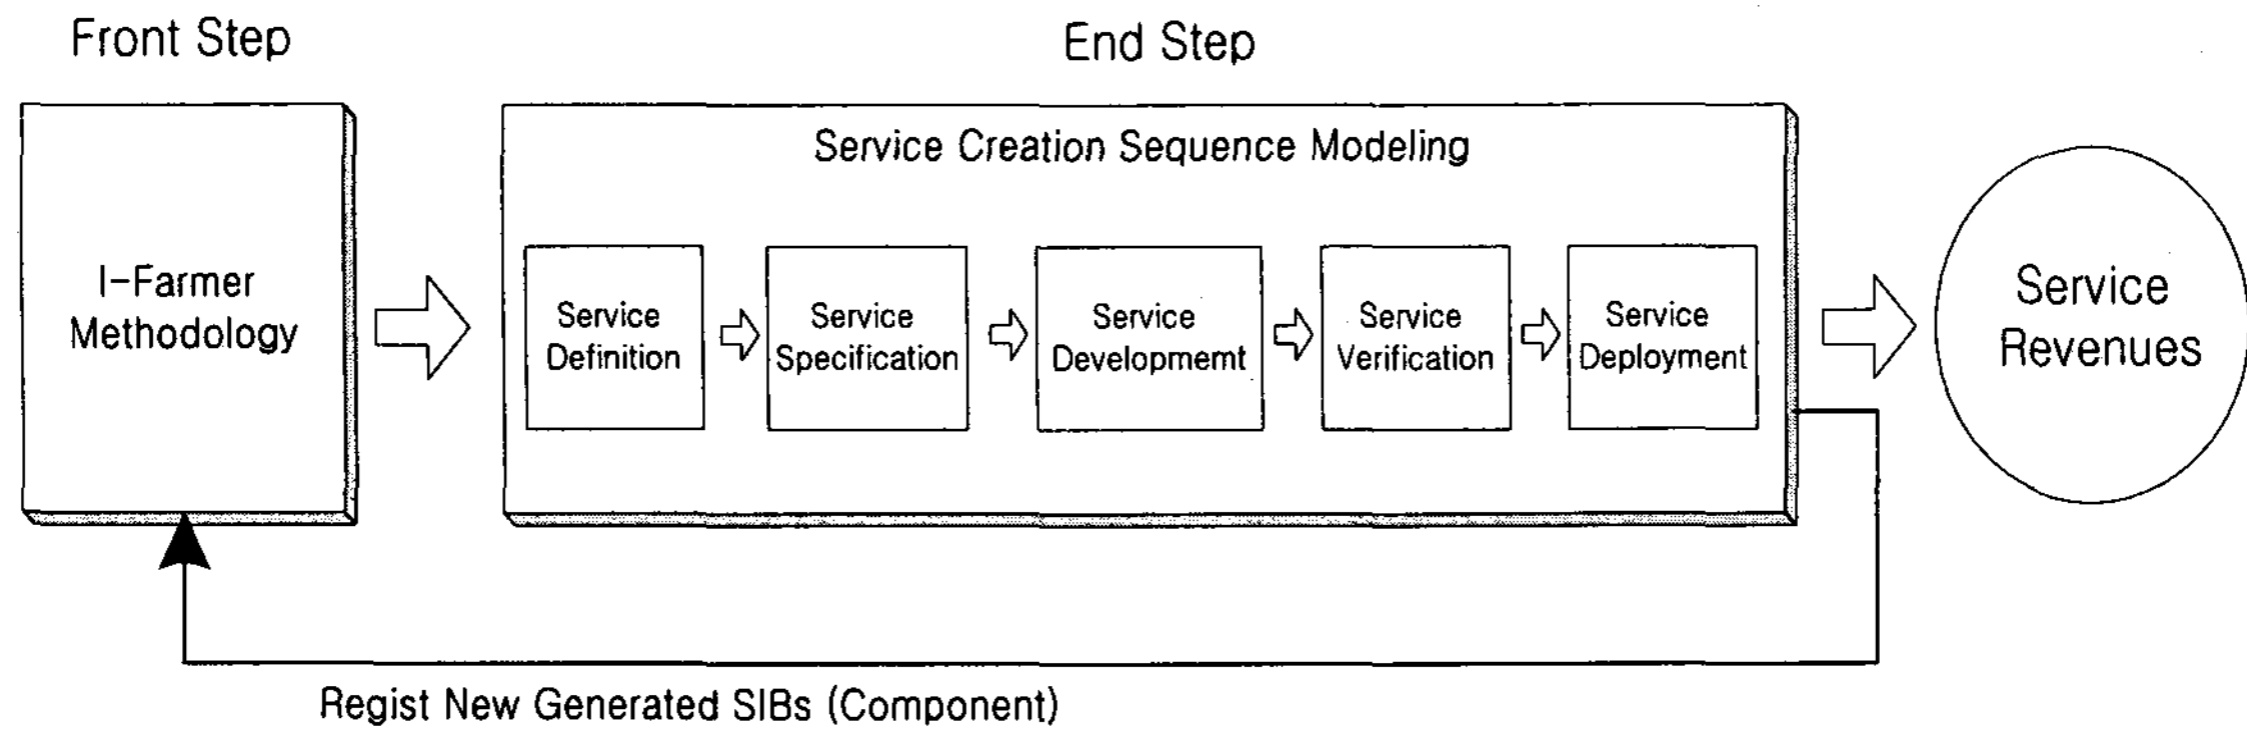 Front Step
End Step
Service Creation Sequence Modeling
I-Farmer
Methodology
Service
Definition
Service
Specification
Service
Developmemt
Service
Verification
Service
Deployment
Service
Revenues
Regist New Generated SIBs (Component)